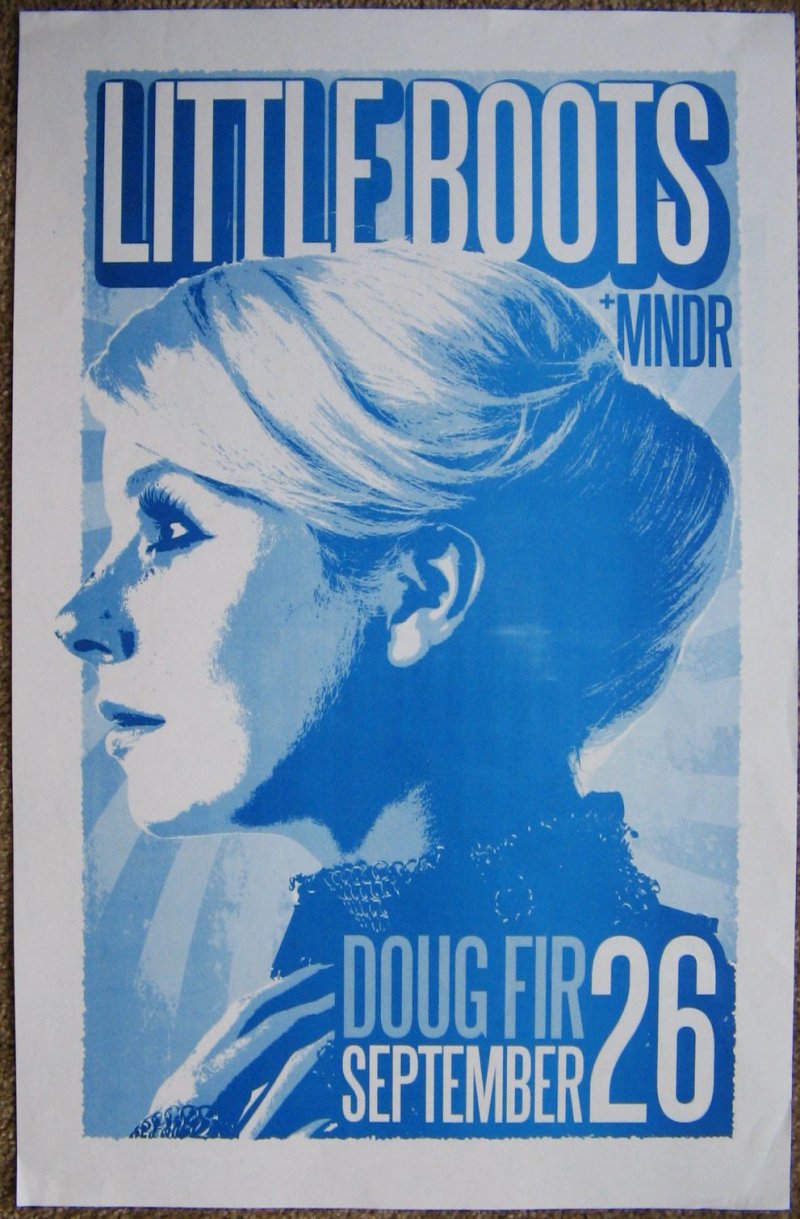 LITTLE BOOTS
+MNDR
DOUG FIR
SEPTEMBER 26